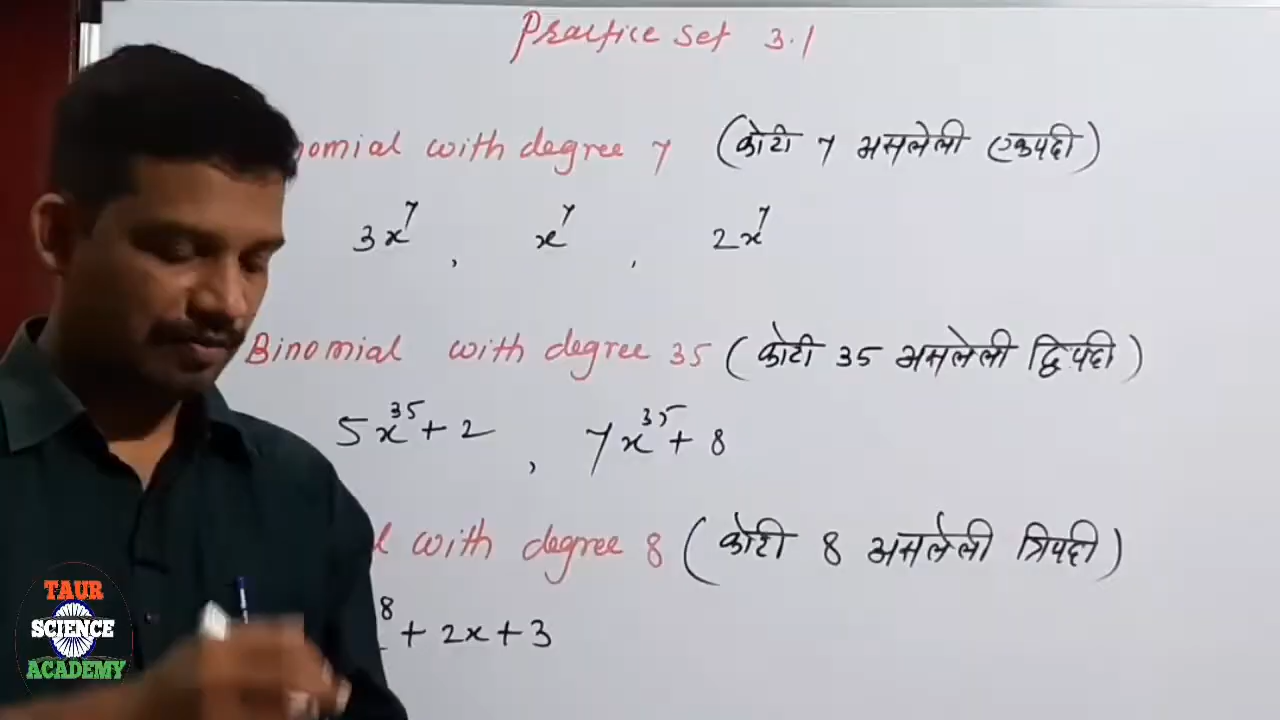 Practice set 3.1
nomial with degree 7 (कोटी 7 असलेली एकपदी)
3x⁷ , x⁷ , 2x⁷
Binomial with degree 35 (कोटी 35 असलेली द्विपदी)
5x³⁵+2 , 7x³⁵+8
l with degree 8 (कोटी 8 असलेली त्रिपदी)
⁸ + 2x + 3
TAUR
SCIENCE
ACADEMY